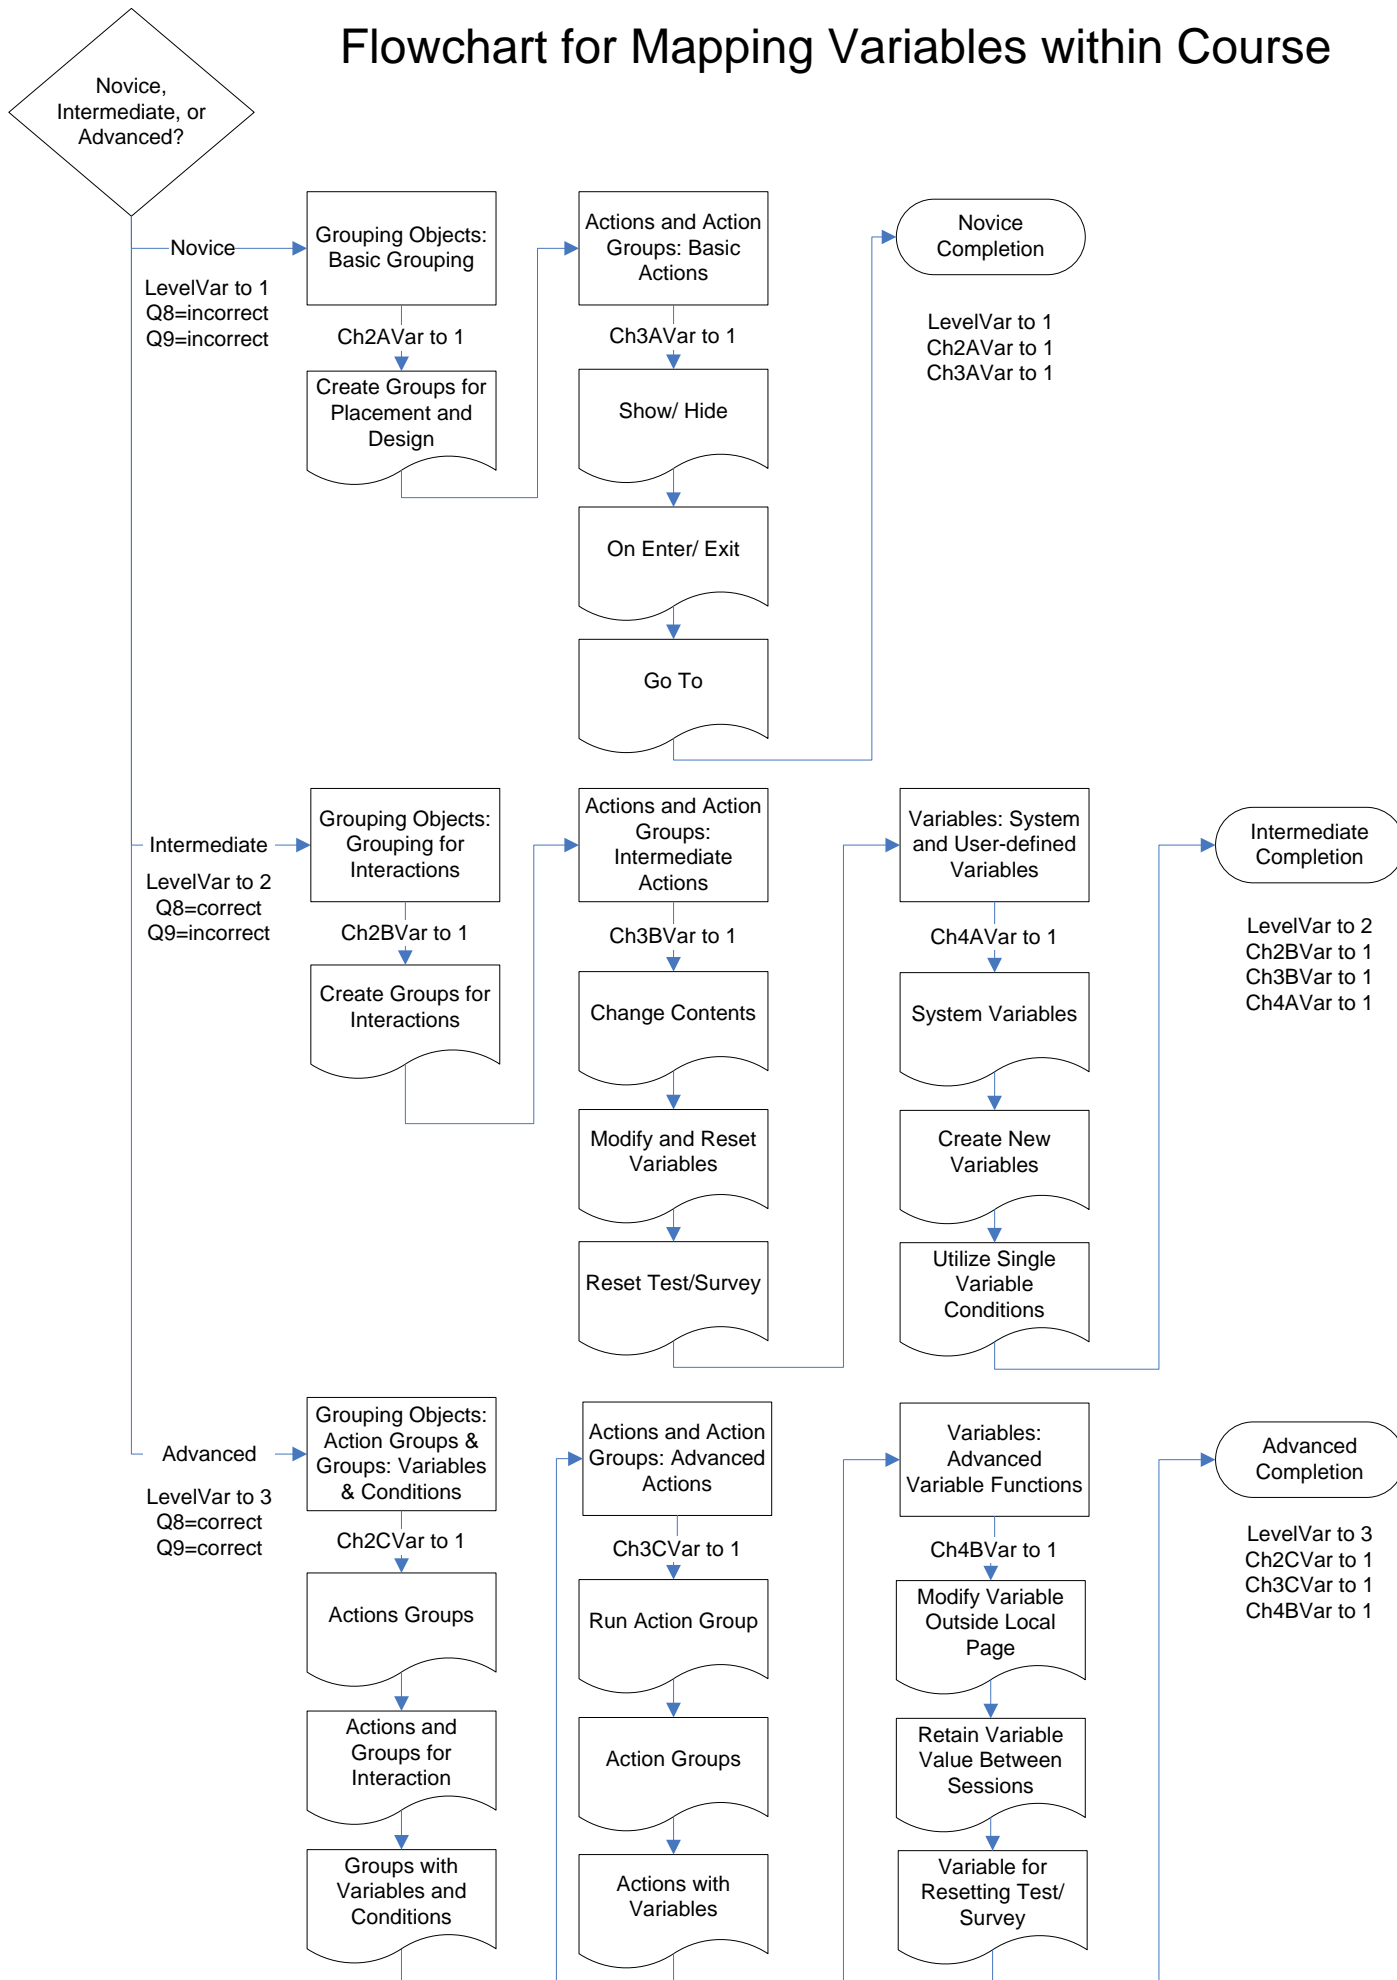 Flowchart for Mapping Variables within Course
Novice,
Intermediate, or
Advanced?
Novice
LevelVar to 1
Q8=incorrect
Q9=incorrect
Grouping Objects:
Basic Grouping
Ch2AVar to 1
Create Groups for
Placement and
Design
Actions and Action
Groups: Basic
Actions
Ch3AVar to 1
Show/ Hide
On Enter/ Exit
Go To
Novice
Completion
LevelVar to 1
Ch2AVar to 1
Ch3AVar to 1
Intermediate
LevelVar to 2
Q8=correct
Q9=incorrect
Grouping Objects:
Grouping for
Interactions
Ch2BVar to 1
Create Groups for
Interactions
Actions and Action
Groups:
Intermediate
Actions
Ch3BVar to 1
Change Contents
Modify and Reset
Variables
Reset Test/Survey
Variables: System
and User-defined
Variables
Ch4AVar to 1
System Variables
Create New
Variables
Utilize Single
Variable
Conditions
Intermediate
Completion
LevelVar to 2
Ch2BVar to 1
Ch3BVar to 1
Ch4AVar to 1
Advanced
LevelVar to 3
Q8=correct
Q9=correct
Grouping Objects:
Action Groups &
Groups: Variables
& Conditions
Ch2CVar to 1
Actions Groups
Actions and
Groups for
Interaction
Groups with
Variables and
Conditions
Actions and Action
Groups: Advanced
Actions
Ch3CVar to 1
Run Action Group
Action Groups
Actions with
Variables
Variables:
Advanced
Variable Functions
Ch4BVar to 1
Modify Variable
Outside Local
Page
Retain Variable
Value Between
Sessions
Variable for
Resetting Test/
Survey
Advanced
Completion
LevelVar to 3
Ch2CVar to 1
Ch3CVar to 1
Ch4BVar to 1